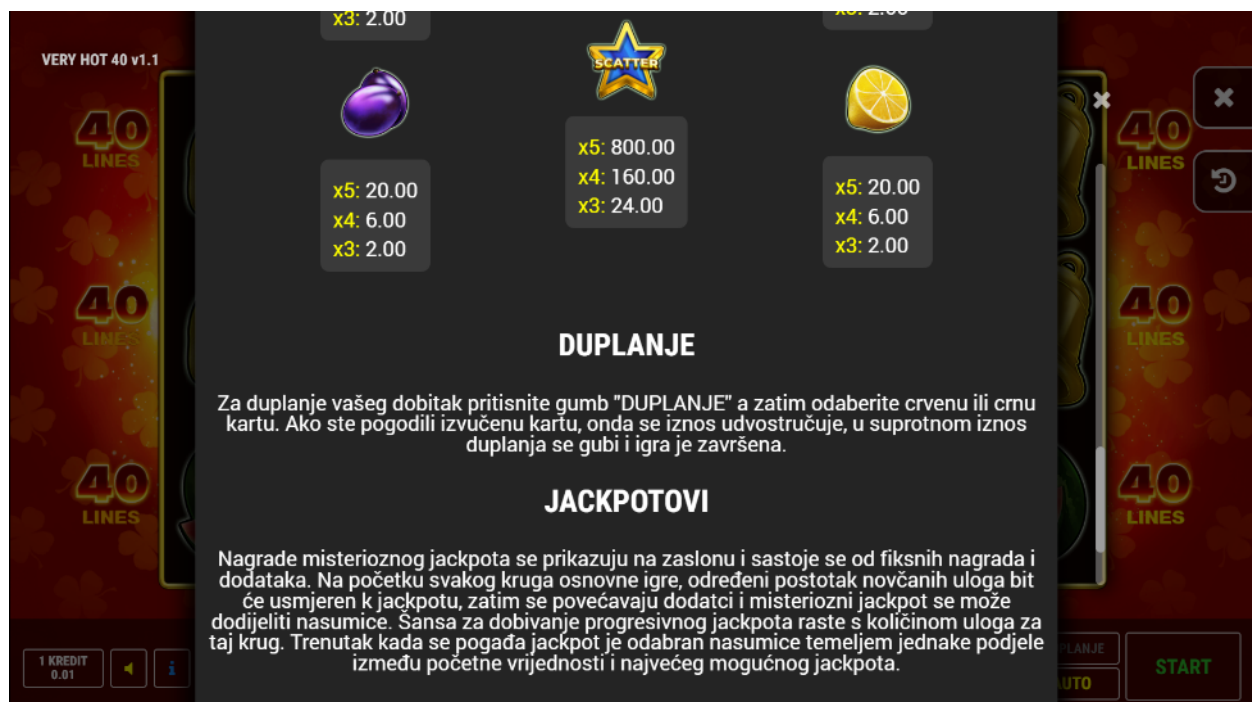 x3: 2.00
VERY HOT 40 v1.1
SCATTER
40
LINES
40
LINES
x5: 800.00
x4: 160.00
x3: 24.00
x5: 20.00
x4: 6.00
x3: 2.00
x5: 20.00
x4: 6.00
x3: 2.00
40
LINES
40
LINES
DUPLANJE
Za duplanje vašeg dobitak pritisnite gumb "DUPLANJE" a zatim odaberite crvenu ili crnu
kartu. Ako ste pogodili izvučenu kartu, onda se iznos udvostručuje, u suprotnom iznos
duplanja se gubi i igra je završena.
40
LINES
40
LINES
JACKPOTOVI
Nagrade misterioznog jackpota se prikazuju na zaslonu i sastoje se od fiksnih nagrada i
dodataka. Na početku svakog kruga osnovne igre, određeni postotak novčanih uloga bit
će usmjeren k jackpotu, zatim se povećavaju dodatci i misteriozni jackpot se može
dodijeliti nasumice. Šansa za dobivanje progresivnog jackpota raste s količinom uloga za
taj krug. Trenutak kada se pogađa jackpot je odabran nasumice temeljem jednake podjele
između početne vrijednosti i najvećeg mogućnog jackpota.
1 KREDIT
0.01
i
PLANJE
AUTO
START